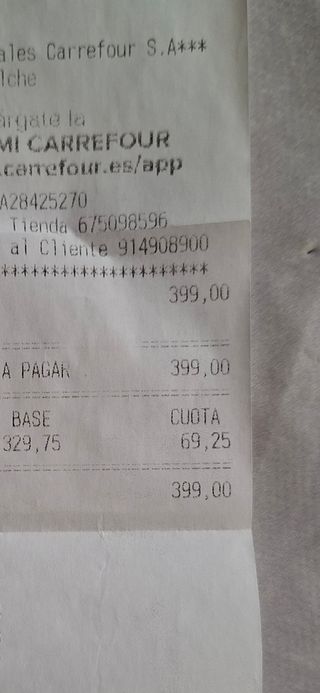 ales Carrefour S.A***
lche
árgate la
MI CARREFOUR
.carrefour.es/app
A28425270
Tienda 675098596
al Cliente 914908900
*********************
399,00
A PAGAR 399,00
BASE CUOTA
329,75 69,25
399,00